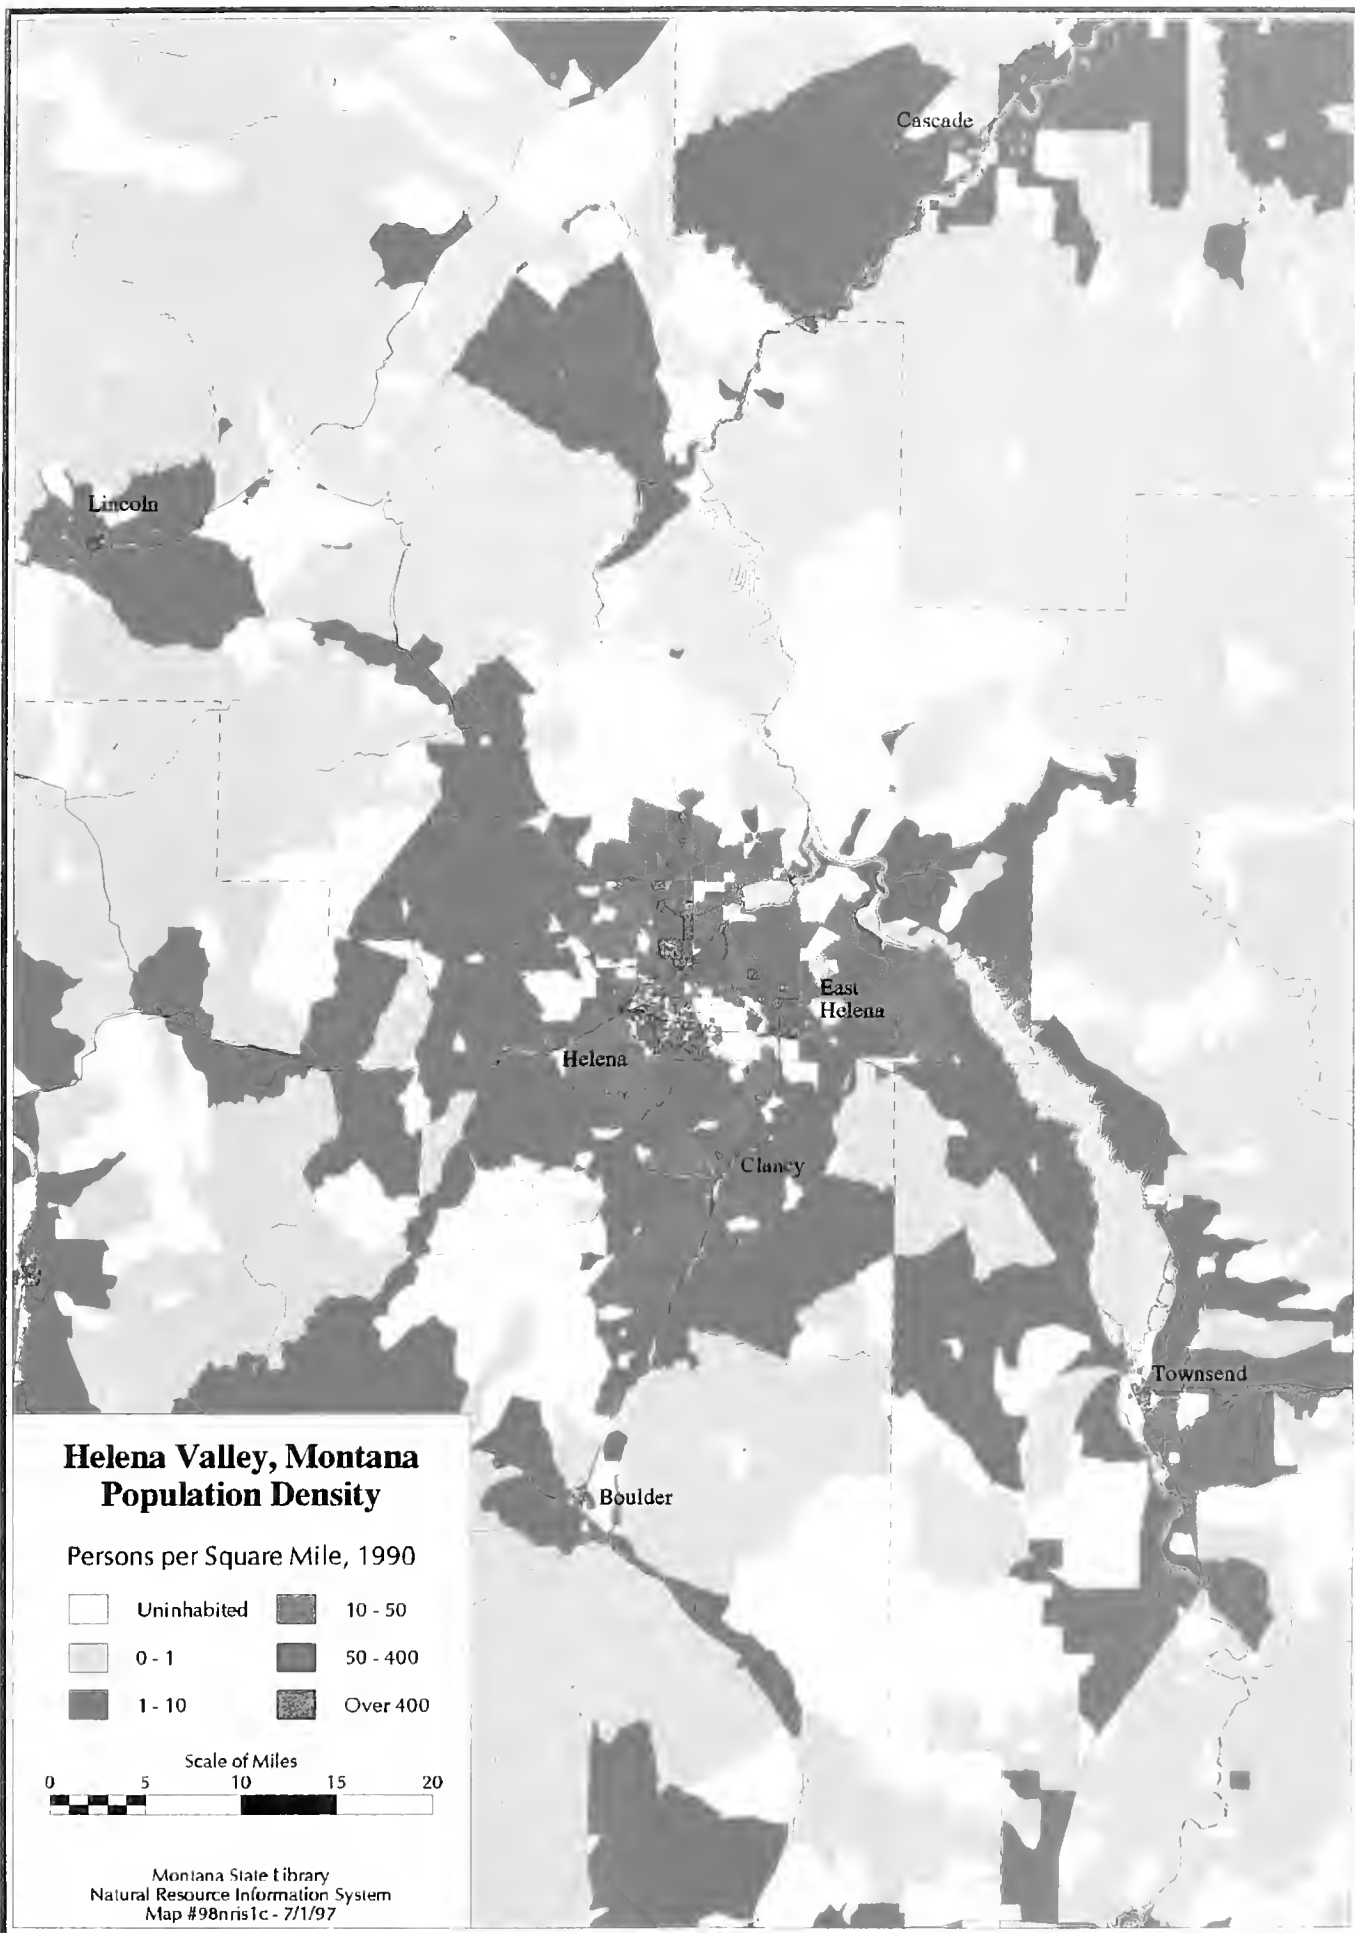 Cascade
Lincoln
East
Helena
Helena
Clancy
Townsend
Boulder
Helena Valley, Montana
Population Density
Persons per Square Mile, 1990
Uninhabited
10 - 50
0 - 1
50 - 400
1 - 10
Over 400
Scale of Miles
0 5 10 15 20
Montana State Library
Natural Resource Information System
Map #98nris1c - 7/1/97